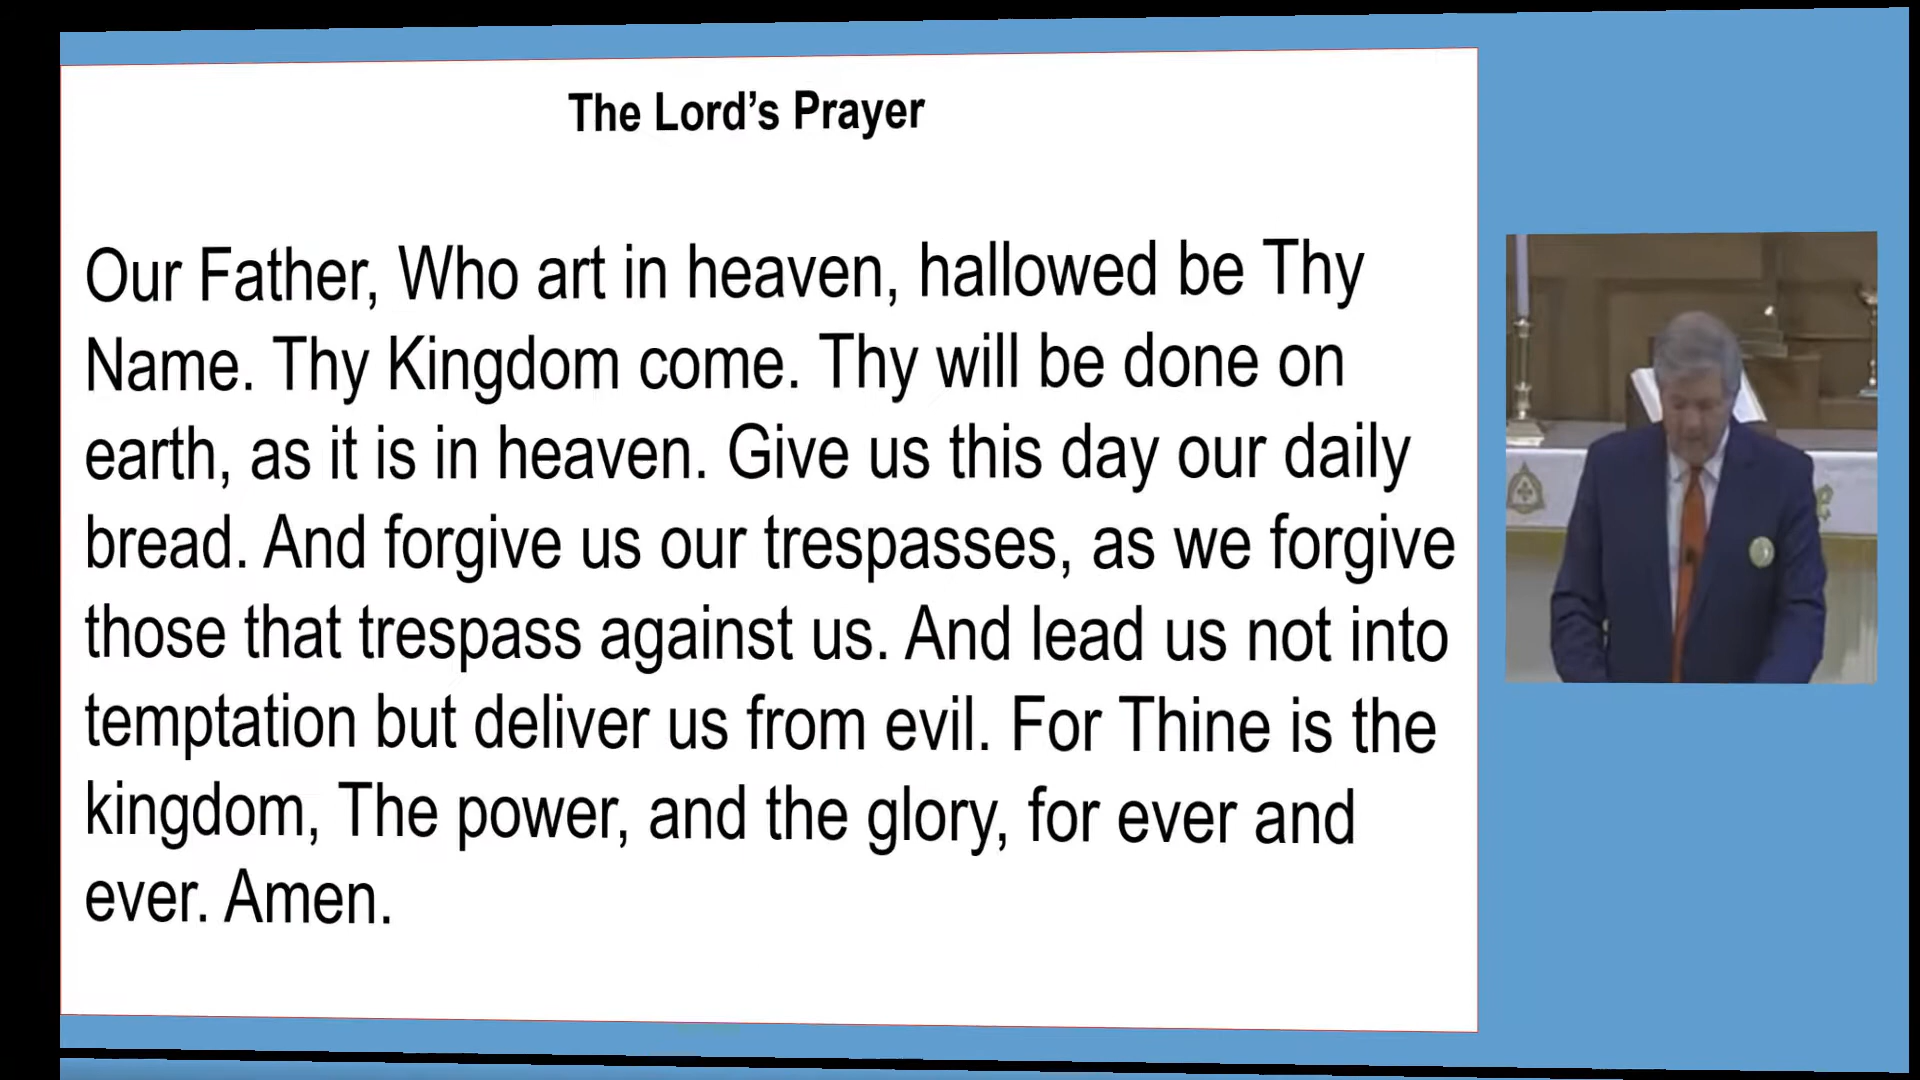 The Lord’s Prayer
Our Father, Who art in heaven, hallowed be Thy
Name. Thy Kingdom come. Thy will be done on
earth, as it is in heaven. Give us this day our daily
bread. And forgive us our trespasses, as we forgive
those that trespass against us. And lead us not into
temptation but deliver us from evil. For Thine is the
kingdom, The power, and the glory, for ever and
ever. Amen.